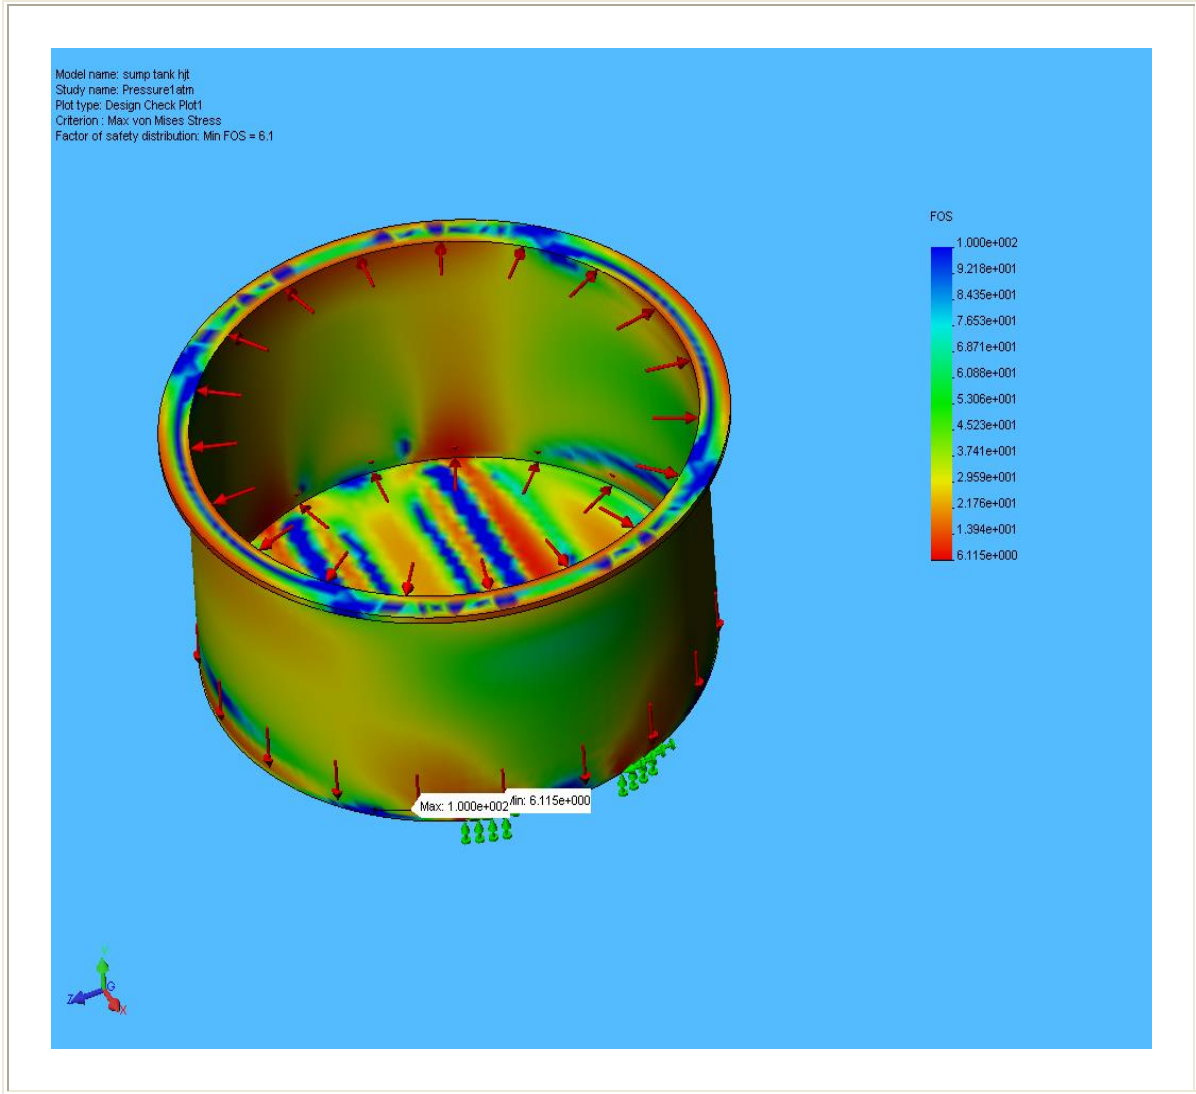 Model name: sump tank hjt
Study name: Pressure1atm
Plot type: Design Check Plot1
Criterion : Max von Mises Stress
Factor of safety distribution: Min FOS = 6.1
FOS
1.000e+002
9.218e+001
8.435e+001
7.653e+001
6.871e+001
6.088e+001
5.306e+001
4.523e+001
3.741e+001
2.959e+001
2.176e+001
1.394e+001
6.115e+000
Max: 1.000e+002
in: 6.115e+000
Y
G
Z
X